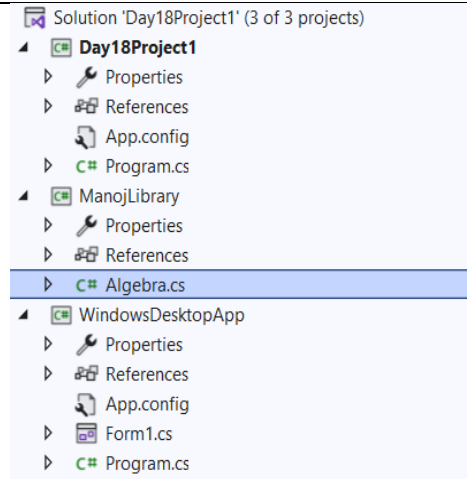 Solution 'Day18Project1' (3 of 3 projects)
C# Day18Project1
Properties
References
App.config
C# Program.cs
C# ManojLibrary
Properties
References
C# Algebra.cs
C# WindowsDesktopApp
Properties
References
App.config
Form1.cs
C# Program.cs